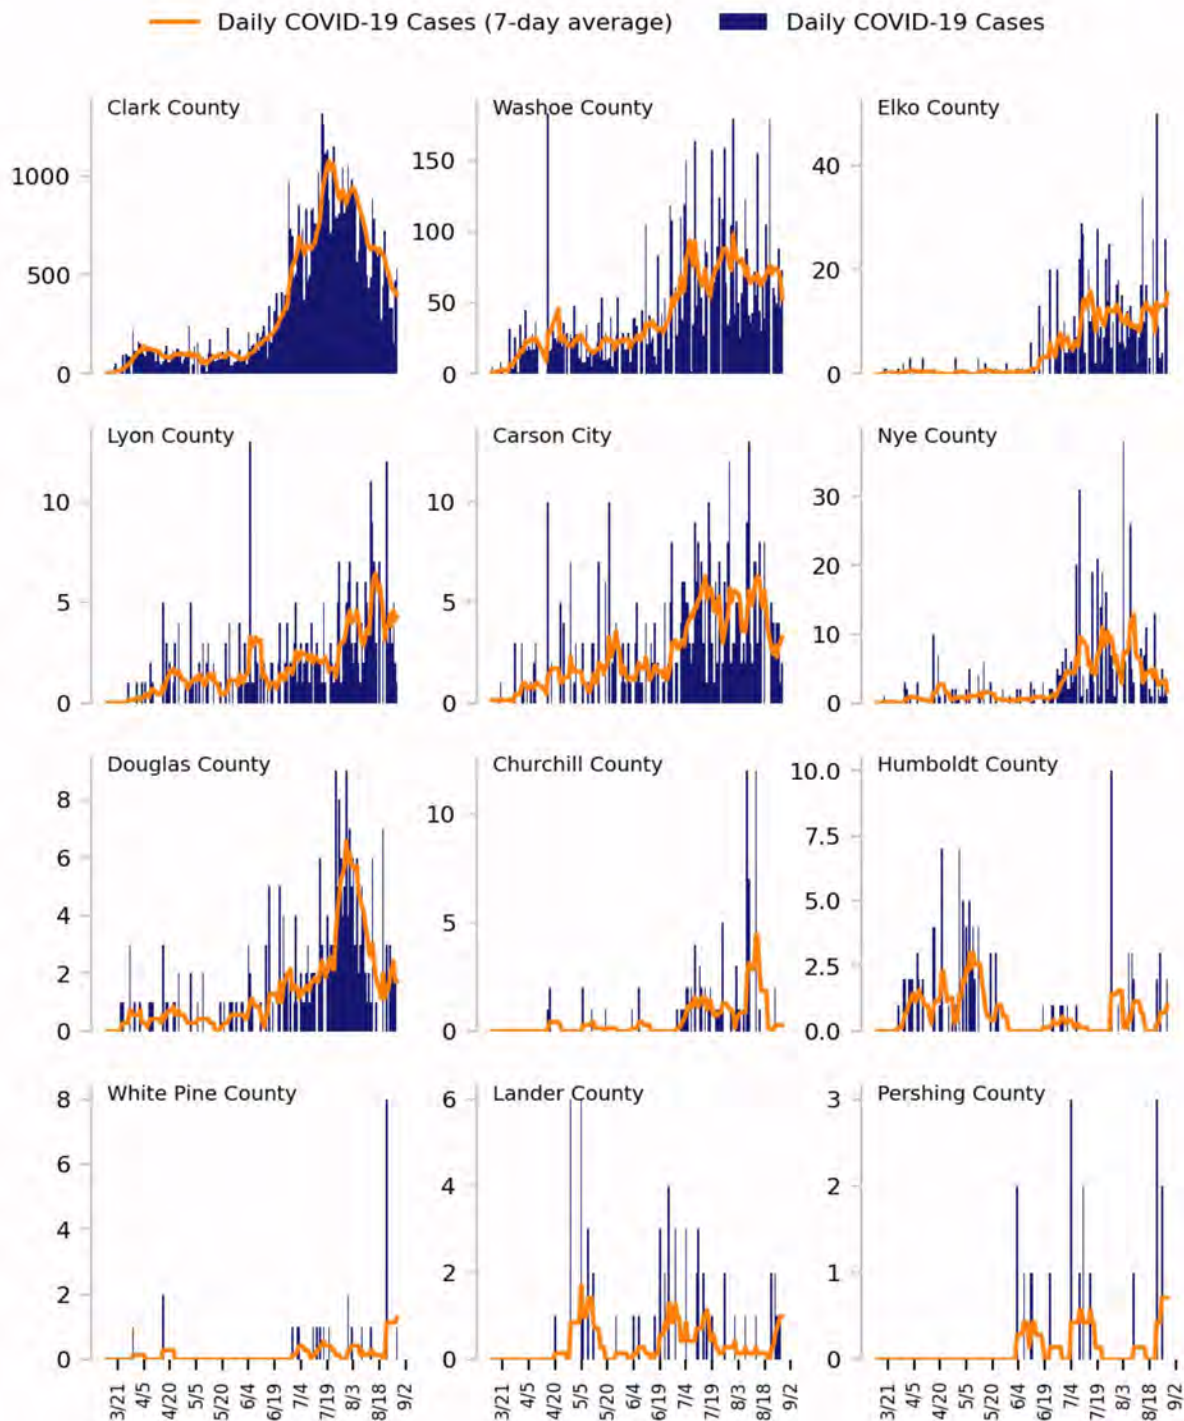 Daily COVID-19 Cases (7-day average) Daily COVID-19 Cases
Clark County Washoe County Elko County
1000 150 40
100
500 20
50
0 0 0
Lyon County Carson City Nye County
30
10 10
20
5 5
10
0 0 0
Douglas County Churchill County Humboldt County
10.0
8
10
7.5
6
5.0
4
5
2.5
2
0 0 0.0
White Pine County Lander County Pershing County
8 6 3
6
4 2
4
2 1
2
0 0 0
3/21 4/5 4/20 5/5 5/20 6/4 6/19 7/4 7/19 8/3 8/18 9/2 3/21 4/5 4/20 5/5 5/20 6/4 6/19 7/4 7/19 8/3 8/18 9/2 3/21 4/5 4/20 5/5 5/20 6/4 6/19 7/4 7/19 8/3 8/18 9/2